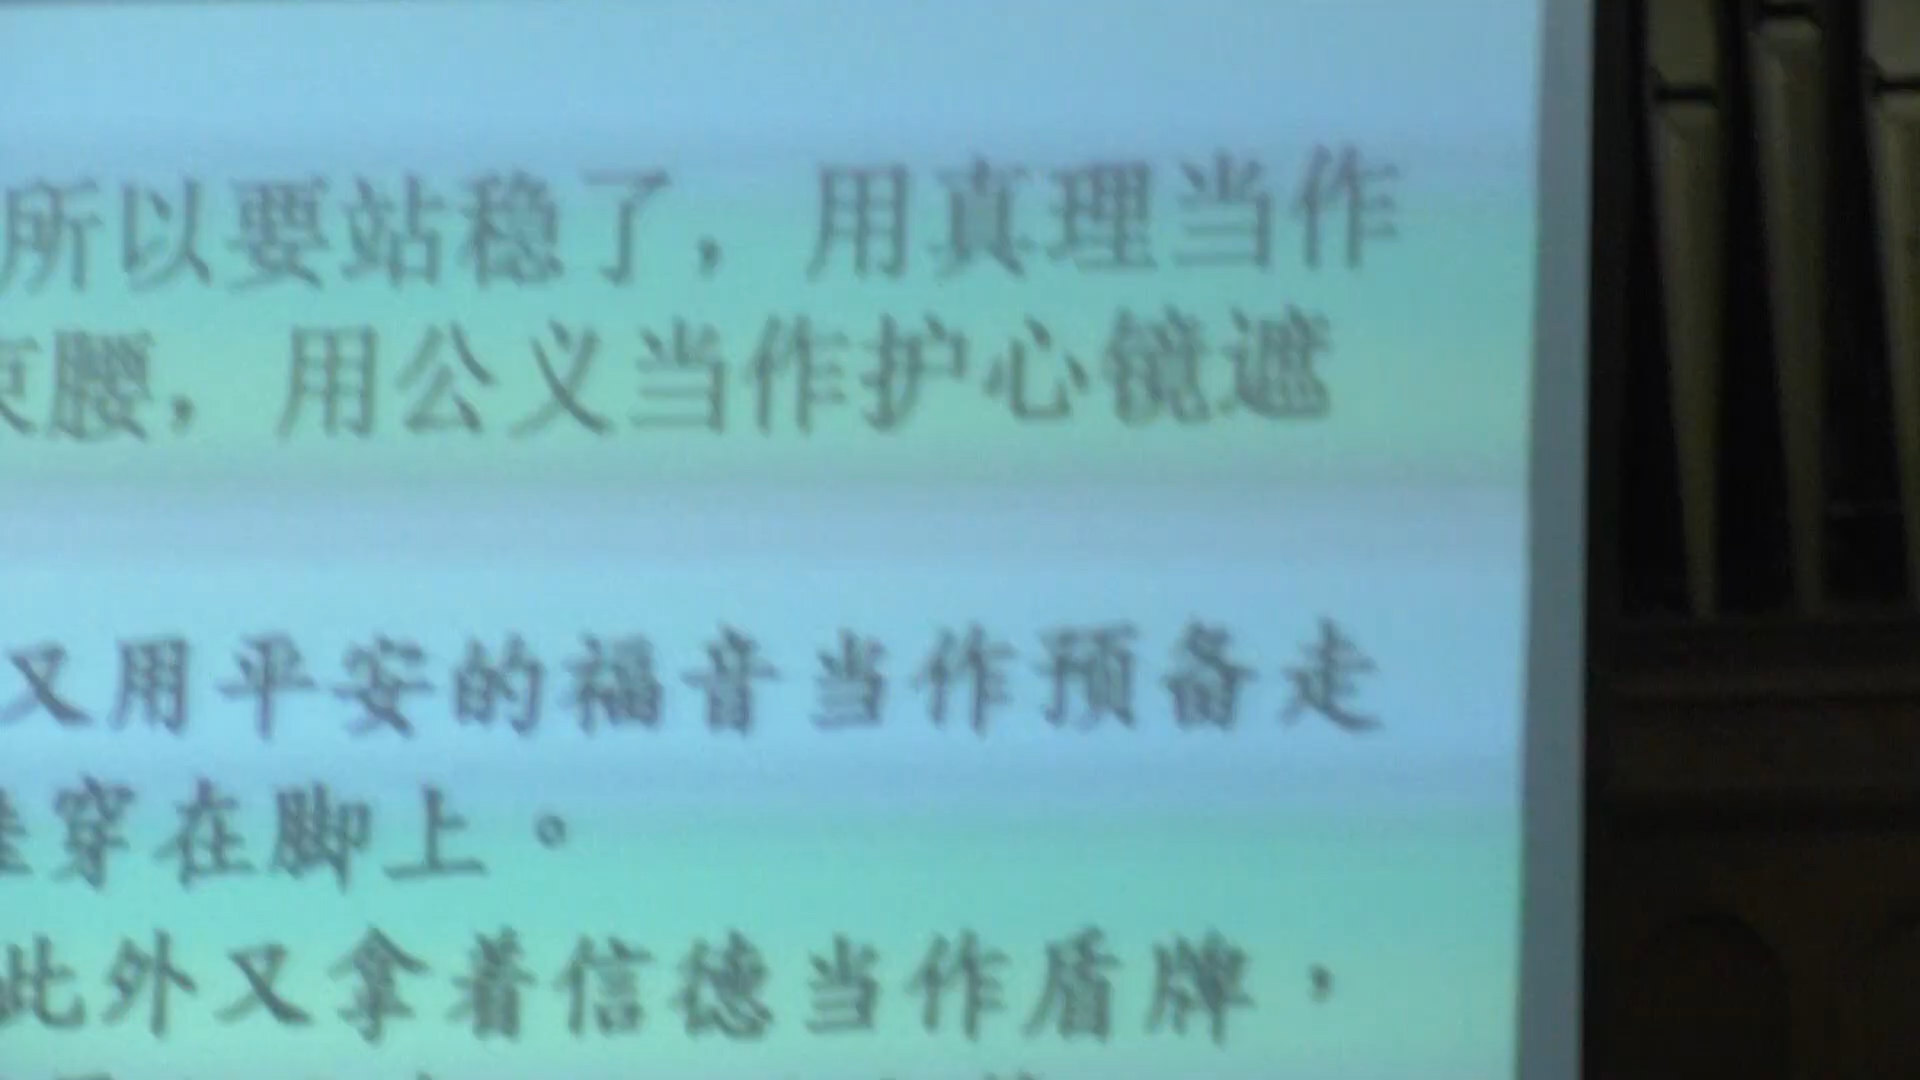 所以要站稳了，用真理当作
束腰，用公义当作护心镜遮
又用平安的福音当作预备走
鞋穿在脚上。
此外又拿着信德当作盾牌，